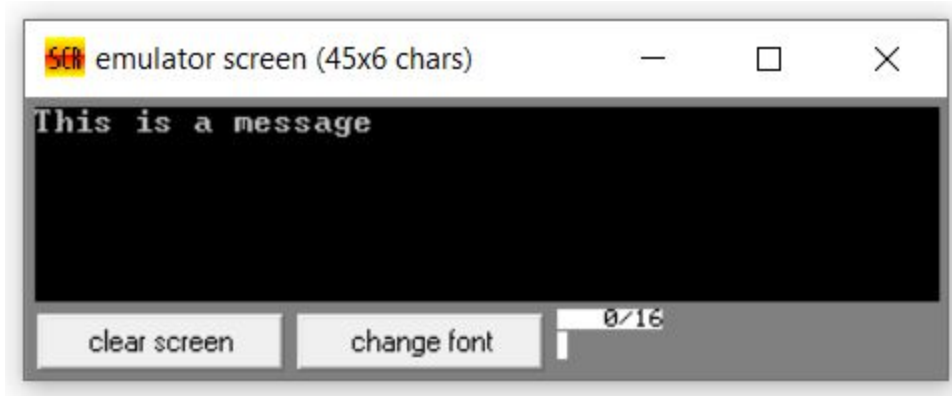 SCR emulator screen (45x6 chars)
This is a message
clear screen change font 0/16